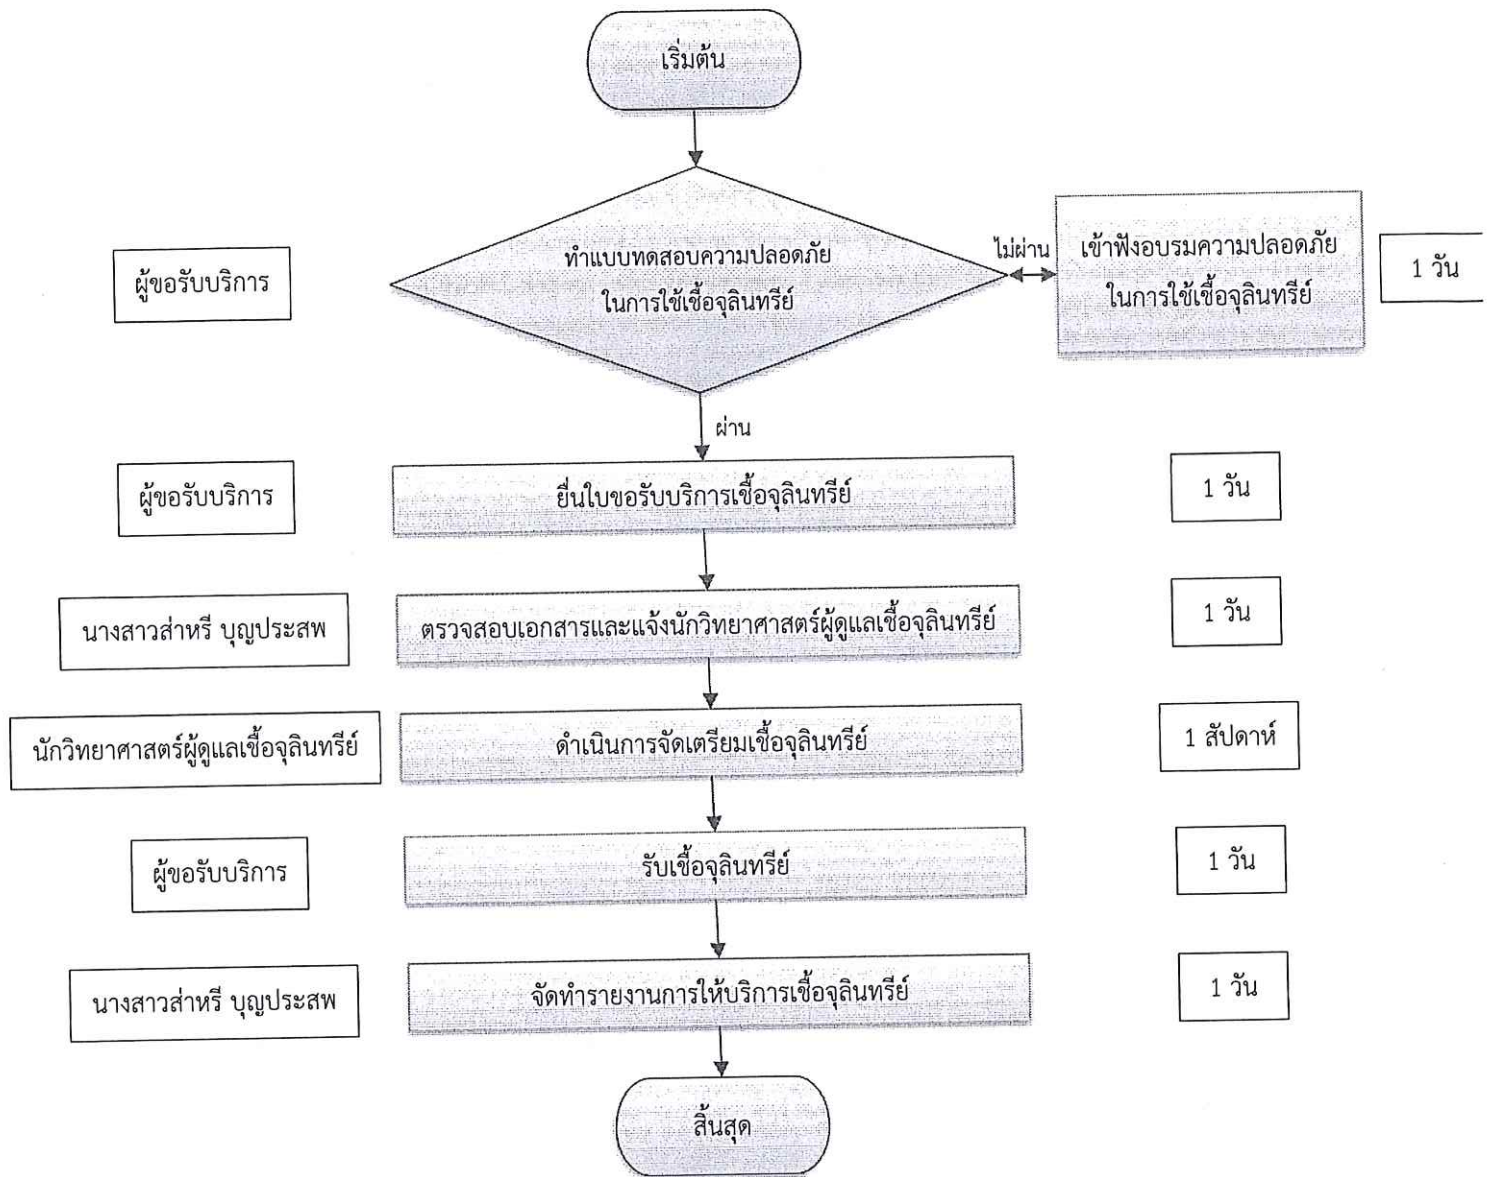 เริ่มต้น
ผู้ขอรับบริการ
ทำแบบทดสอบความปลอดภัย
ในการใช้เชื้อจุลินทรีย์
ไม่ผ่าน
เข้าฟังอบรมความปลอดภัย
ในการใช้เชื้อจุลินทรีย์
1 วัน
ผ่าน
ผู้ขอรับบริการ
ยื่นใบขอรับบริการเชื้อจุลินทรีย์
1 วัน
นางสาวส่าหรี บุญประสพ
ตรวจสอบเอกสารและแจ้งนักวิทยาศาสตร์ผู้ดูแลเชื้อจุลินทรีย์
1 วัน
นักวิทยาศาสตร์ผู้ดูแลเชื้อจุลินทรีย์
ดำเนินการจัดเตรียมเชื้อจุลินทรีย์
1 สัปดาห์
ผู้ขอรับบริการ
รับเชื้อจุลินทรีย์
1 วัน
นางสาวส่าหรี บุญประสพ
จัดทำรายงานการให้บริการเชื้อจุลินทรีย์
1 วัน
สิ้นสุด